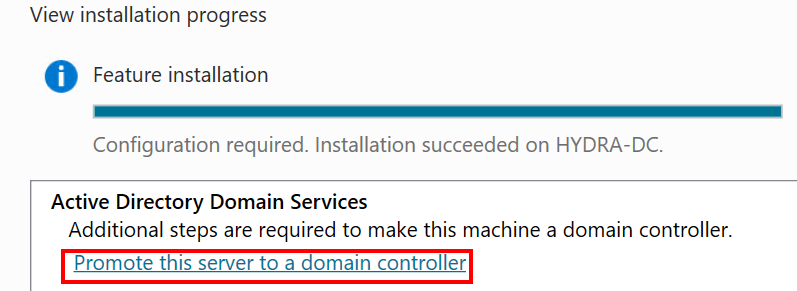 View installation progress
Feature installation
Configuration required. Installation succeeded on HYDRA-DC.
Active Directory Domain Services
Additional steps are required to make this machine a domain controller.
Promote this server to a domain controller